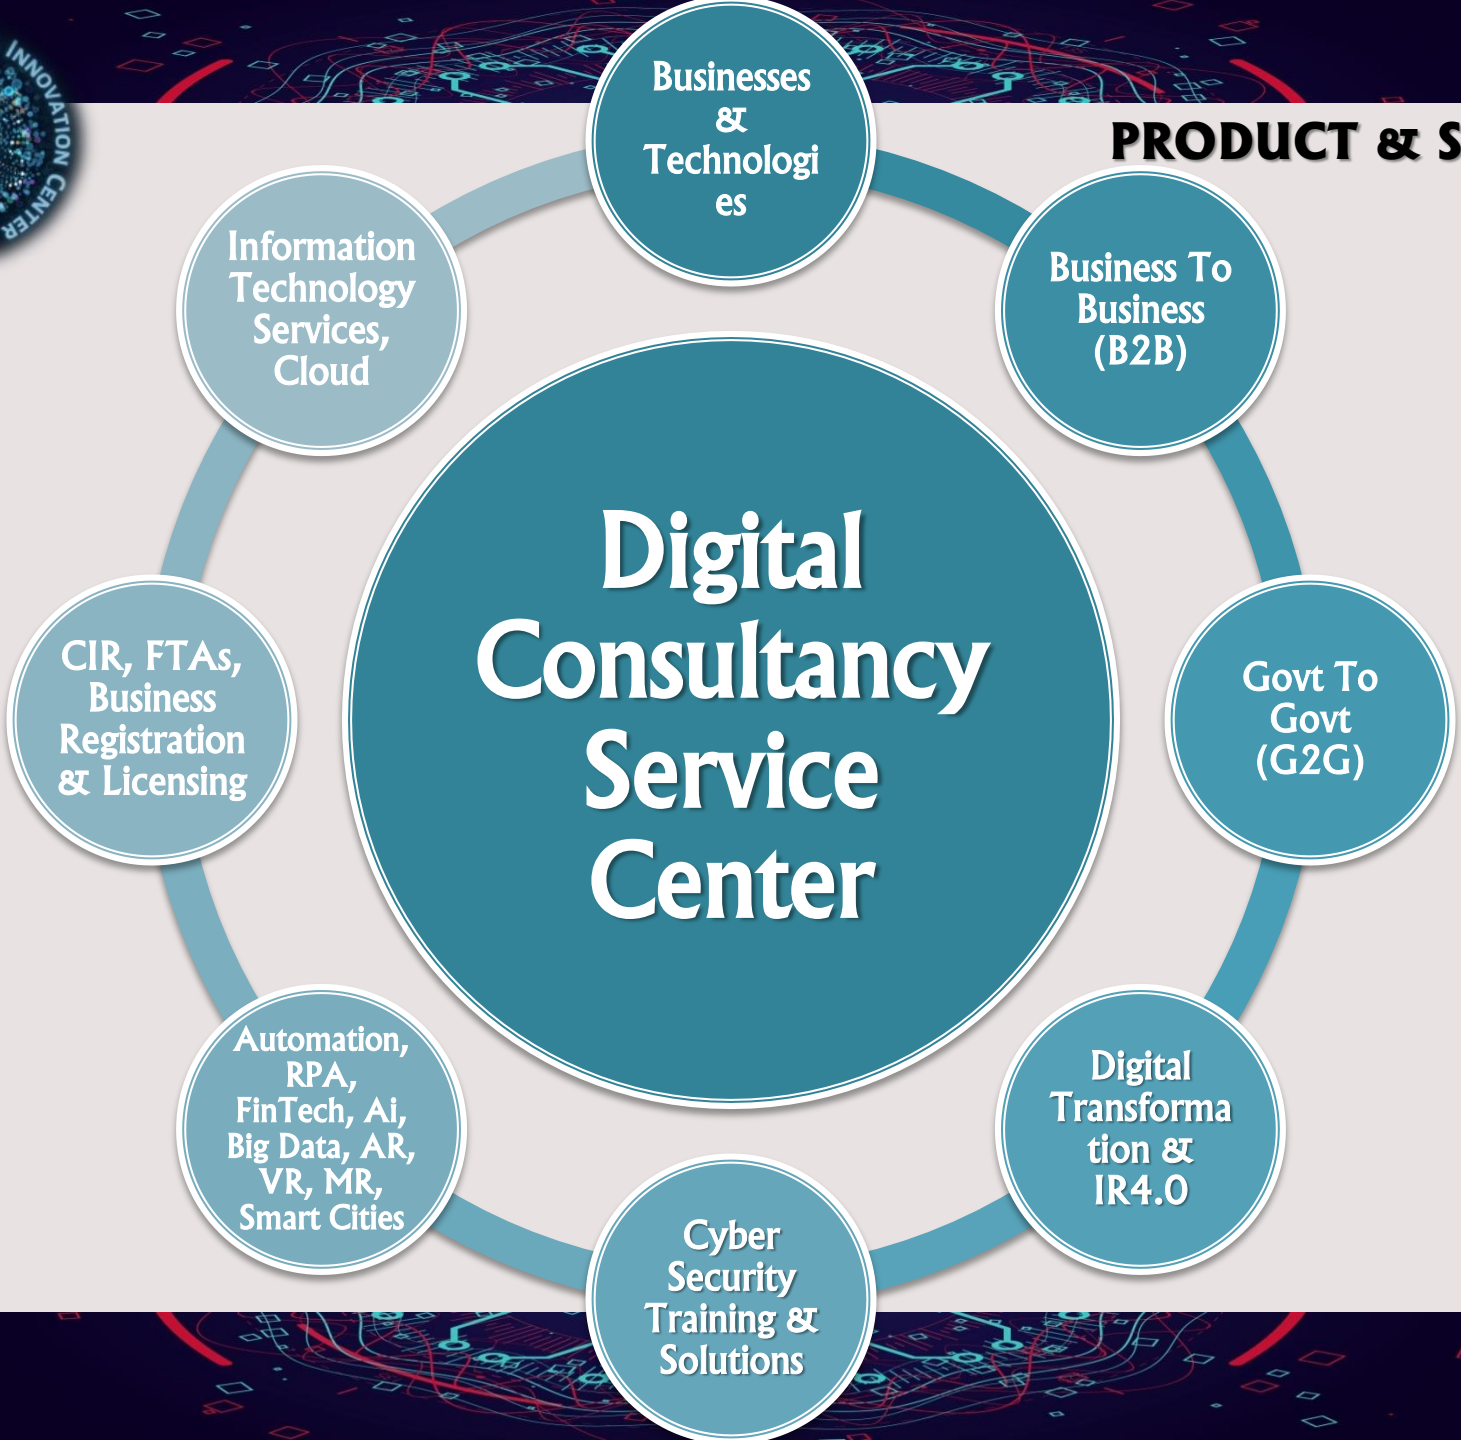 INNOVATION CENTER
PRODUCT & S
Businesses
&
Technologi
es
Business To
Business
(B2B)
Govt To
Govt
(G2G)
Digital
Transforma
tion &
IR4.0
Cyber
Security
Training &
Solutions
Automation,
RPA,
FinTech, Ai,
Big Data, AR,
VR, MR,
Smart Cities
CIR, FTAs,
Business
Registration
& Licensing
Information
Technology
Services,
Cloud
Digital
Consultancy
Service
Center